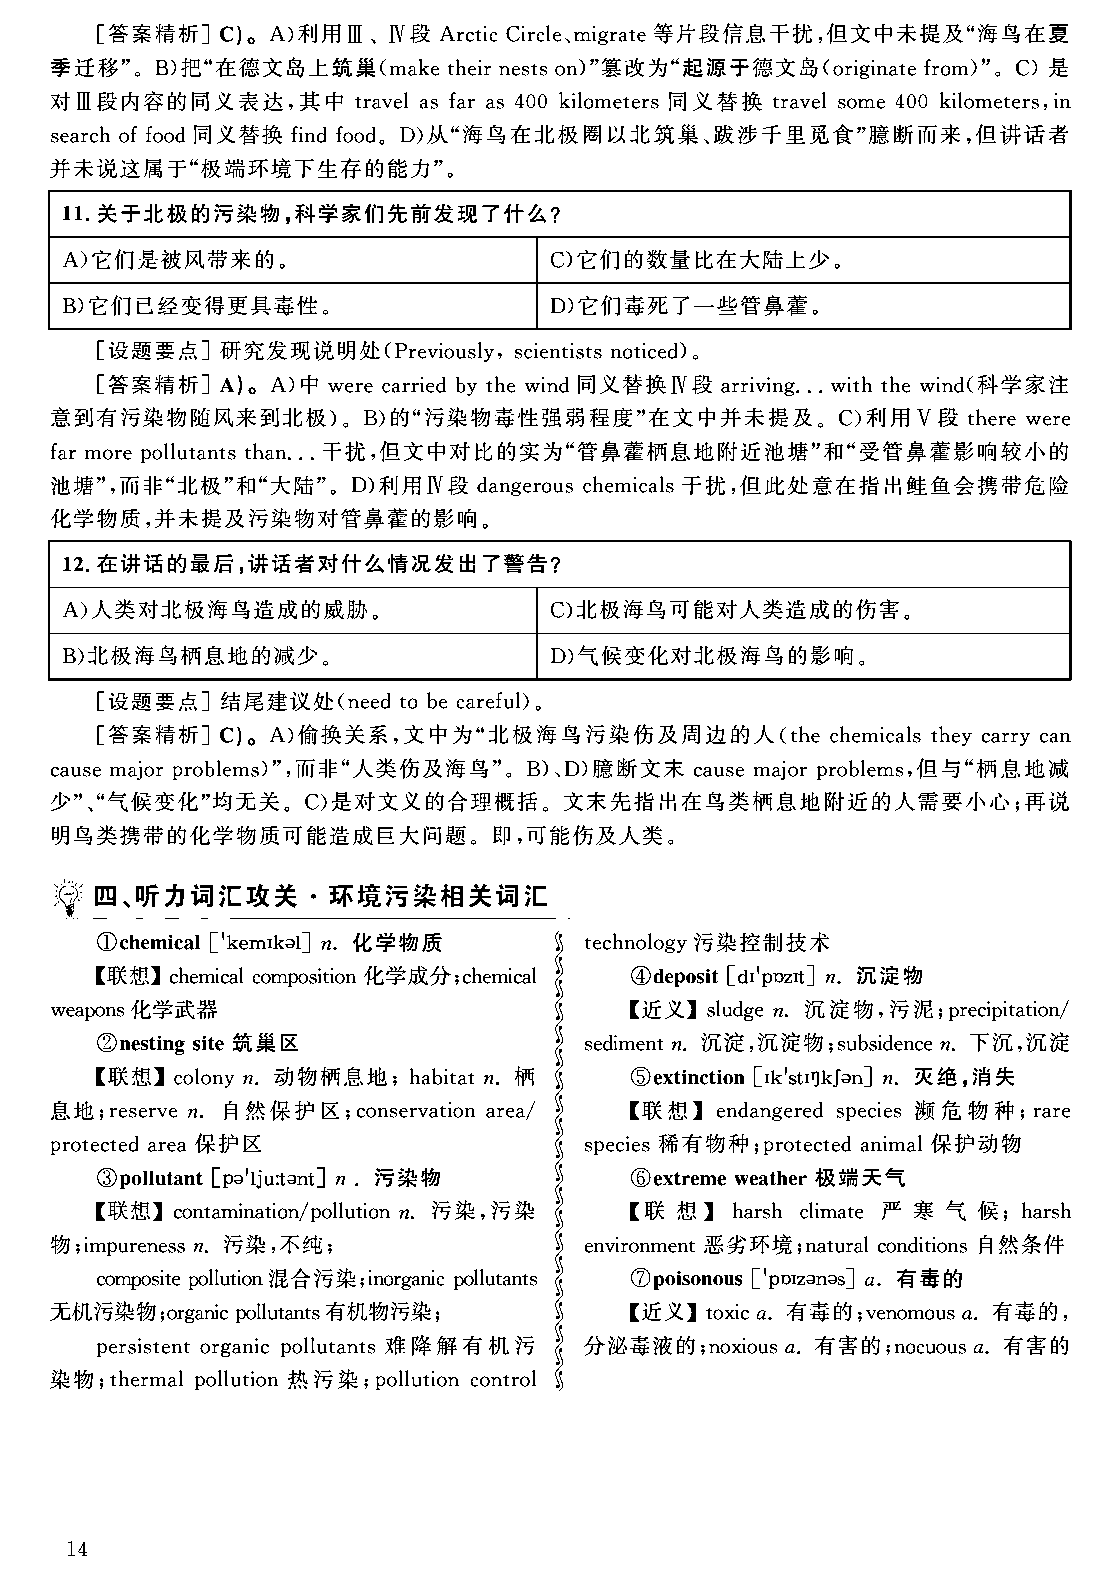 [答案精析] C)。A)利用Ⅲ、Ⅳ段 Arctic Circle、migrate 等片段信息干扰,但文中未提及“海鸟在夏
季迁移”。B)把“在德文岛上筑巢(make their nests on)”篡改为“起源于德文岛(originate from)”。C) 是
对Ⅲ段内容的同义表达,其中 travel as far as 400 kilometers 同义替换 travel some 400 kilometers,in
search of food 同义替换 find food。D)从“海鸟在北极圈以北筑巢、跋涉千里觅食”臆断而来,但讲话者
并未说这属于“极端环境下生存的能力”。
11. 关于北极的污染物,科学家们先前发现了什么?
A)它们是被风带来的。
C)它们的数量比在大陆上少。
B)它们已经变得更具毒性。
D)它们毒死了一些管鼻藿。
[设题要点] 研究发现说明处(Previously, scientists noticed)。
[答案精析] A)。A)中 were carried by the wind 同义替换Ⅳ段 arriving... with the wind(科学家注
意到有污染物随风来到北极)。B)的“污染物毒性强弱程度”在文中并未提及。C)利用Ⅴ段 there were
far more pollutants than... 干扰,但文中对比的实为“管鼻藿栖息地附近池塘”和“受管鼻藿影响较小的
池塘”,而非“北极”和“大陆”。D)利用Ⅳ段 dangerous chemicals 干扰,但此处意在指出鲑鱼会携带危险
化学物质,并未提及污染物对管鼻藿的影响。
12. 在讲话的最后,讲话者对什么情况发出了警告?
A)人类对北极海鸟造成的威胁。
C)北极海鸟可能对人类造成的伤害。
B)北极海鸟栖息地的减少。
D)气候变化对北极海鸟的影响。
[设题要点] 结尾建议处(need to be careful)。
[答案精析] C)。A)偷换关系,文中为“北极海鸟污染伤及周边的人(the chemicals they carry can
cause major problems)”,而非“人类伤及海鸟”。B)、D)臆断文末 cause major problems,但与“栖息地减
少”、“气候变化”均无关。C)是对文义的合理概括。文末先指出在鸟类栖息地附近的人需要小心;再说
明鸟类携带的化学物质可能造成巨大问题。即,可能伤及人类。
四、听力词汇攻关·环境污染相关词汇
①chemical [ˈkemɪkəl] n. 化学物质
【联想】chemical composition 化学成分;chemical
weapons 化学武器
②nesting site 筑巢区
【联想】colony n. 动物栖息地; habitat n. 栖
息地;reserve n. 自然保护区;conservation area/
protected area 保护区
③pollutant [pəˈljuːtənt] n . 污染物
【联想】contamination/pollution n. 污染,污染
物;impureness n. 污染,不纯;
composite pollution 混合污染;inorganic pollutants
无机污染物;organic pollutants 有机物污染;
persistent organic pollutants 难降解有机污
染物;thermal pollution 热污染;pollution control
technology 污染控制技术
④deposit [dɪˈpɒzɪt] n. 沉淀物
【近义】sludge n. 沉淀物,污泥;precipitation/
sediment n. 沉淀,沉淀物;subsidence n. 下沉,沉淀
⑤extinction [ɪkˈstɪŋkʃən] n. 灭绝,消失
【联想】endangered species 濒危物种; rare
species 稀有物种;protected animal 保护动物
⑥extreme weather 极端天气
【联想】harsh climate 严寒气候; harsh
environment 恶劣环境;natural conditions 自然条件
⑦poisonous [ˈpɒɪzənəs] a. 有毒的
【近义】toxic a. 有毒的;venomous a. 有毒的,
分泌毒液的;noxious a. 有害的;nocuous a. 有害的
14